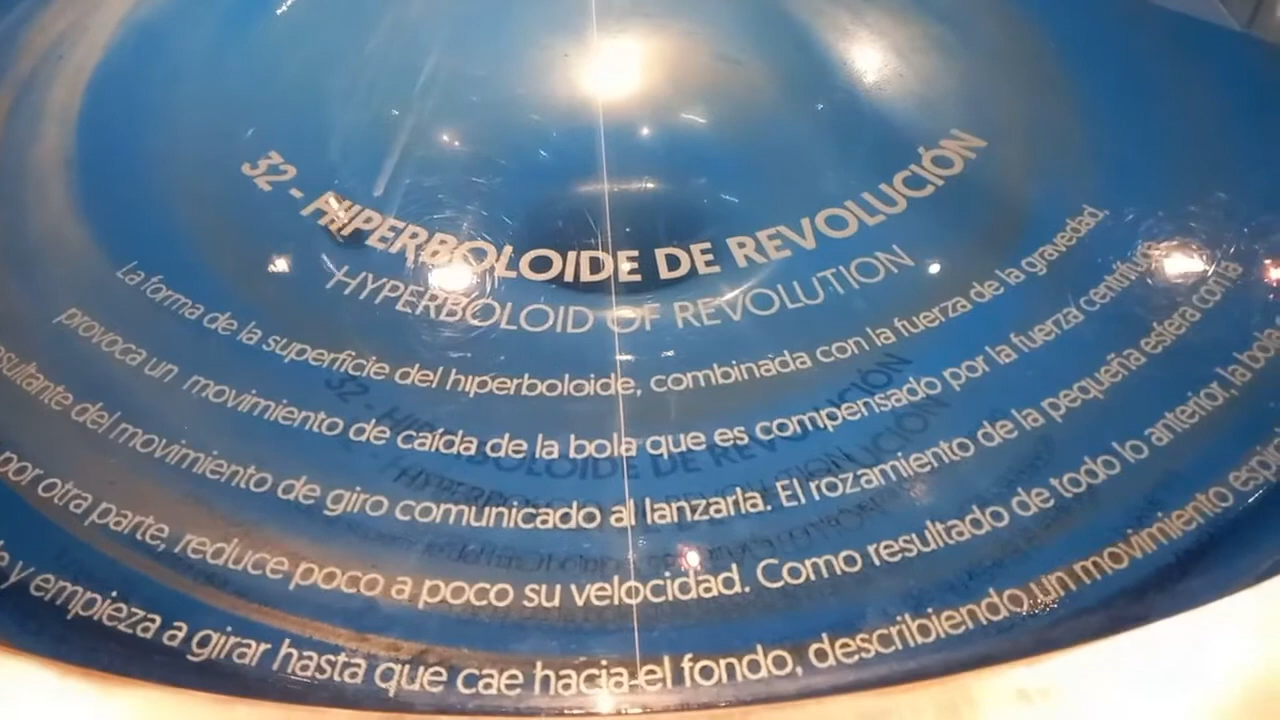 32 - HIPERBOLOIDE DE REVOLUCIÓN
HYPERBOLOID OF REVOLUTION
La forma de la superficie del hiperboloide, combinada con la fuerza de la gravedad,
provoca un movimiento de caída de la bola que es compensado por la fuerza
del movimiento de giro comunicado al lanzarla. El rozamiento de la pequeña esfera con la
por otra parte, reduce poco a poco su velocidad. Como resultado de todo lo anterior, la bola
y empieza a girar hasta que cae hacia el fondo, describiendo un movimiento